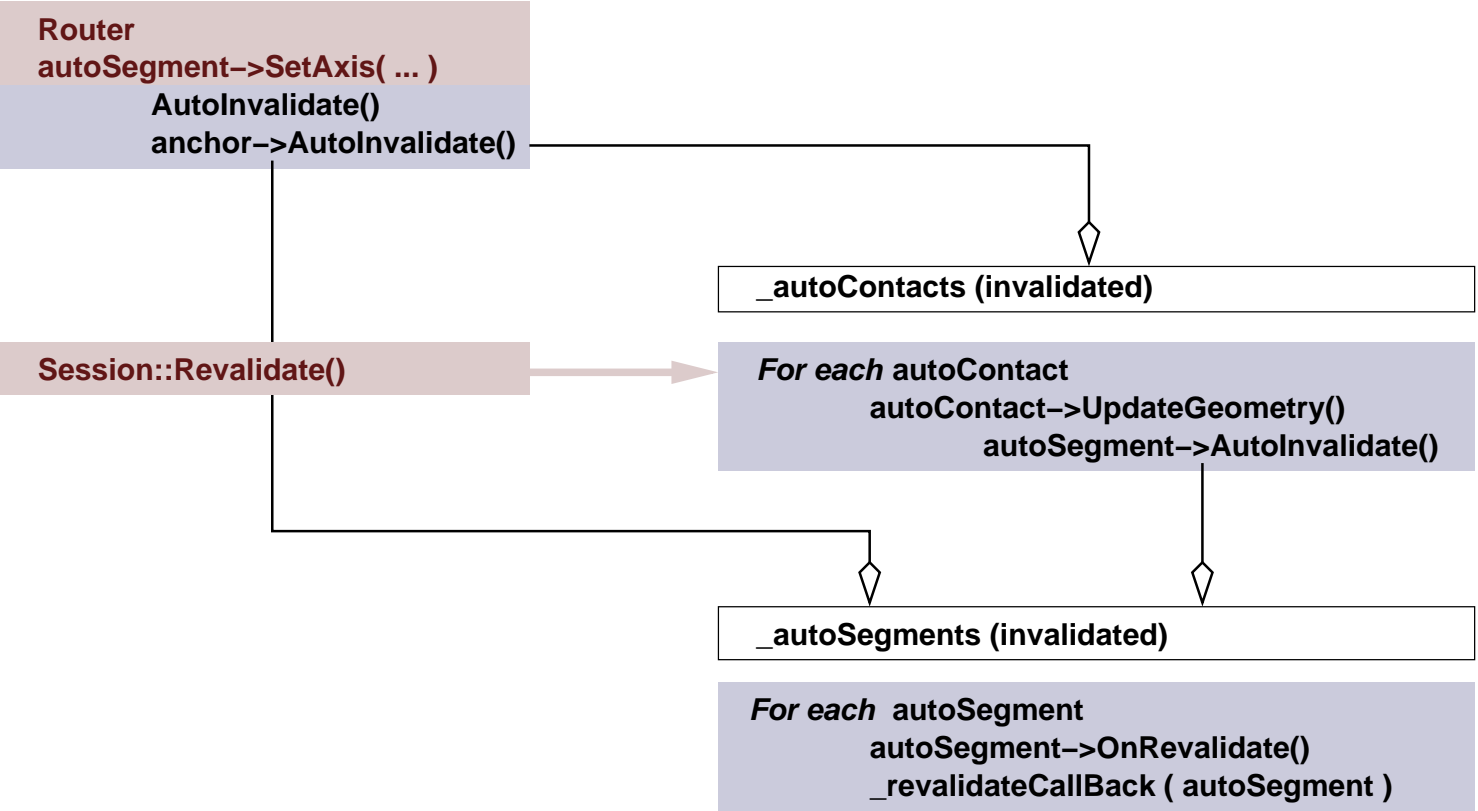 Router
autoSegment−>SetAxis( ... )
AutoInvalidate()
anchor−>AutoInvalidate()
_autoContacts (invalidated)
Session::Revalidate()
For each autoContact
autoContact−>UpdateGeometry()
autoSegment−>AutoInvalidate()
_autoSegments (invalidated)
For each autoSegment
autoSegment−>OnRevalidate()
_revalidateCallBack ( autoSegment )